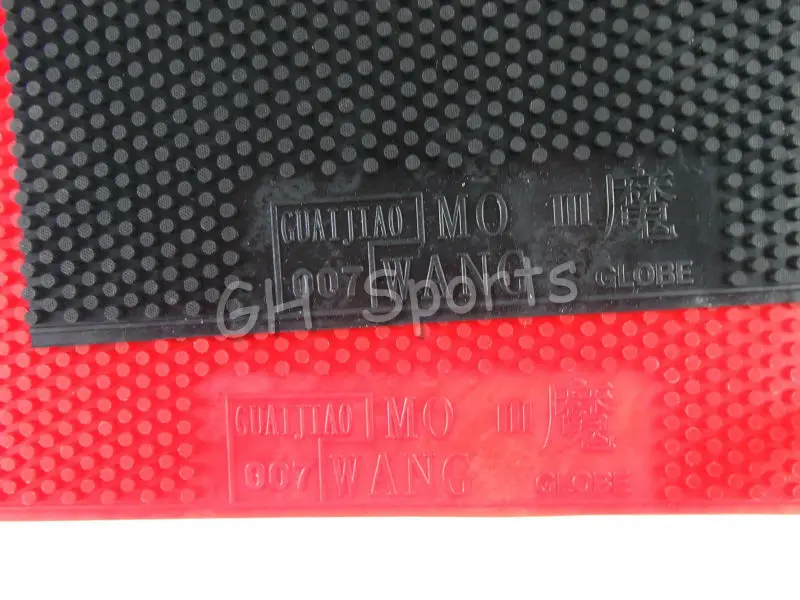 GUAIJIAO MO III 魔
007 WANG GLOBE
GH Sports
GUAIJIAO MO III 魔
007 WANG GLOBE